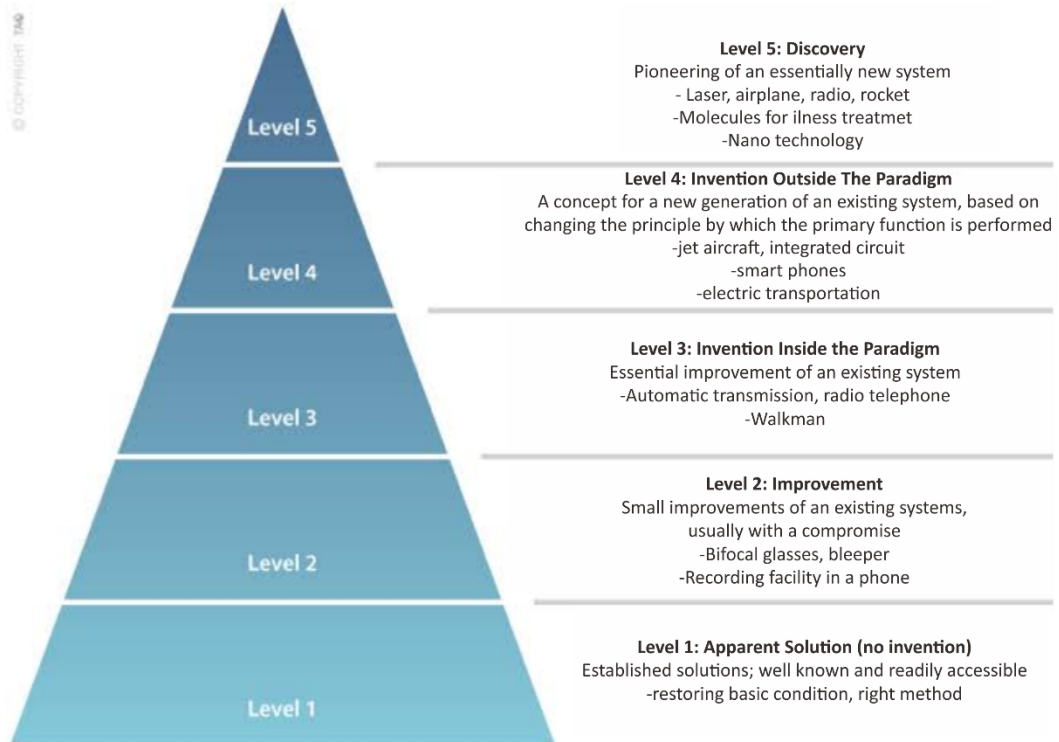 © COPYRIGHT TAQ
Level 5
Level 5: Discovery
Pioneering of an essentially new system
- Laser, airplane, radio, rocket
-Molecules for ilness treatmet
-Nano technology
Level 4
Level 4: Invention Outside The Paradigm
A concept for a new generation of an existing system, based on
changing the principle by which the primary function is performed
-jet aircraft, integrated circuit
-smart phones
-electric transportation
Level 3
Level 3: Invention Inside the Paradigm
Essential improvement of an existing system
-Automatic transmission, radio telephone
-Walkman
Level 2
Level 2: Improvement
Small improvements of an existing systems,
usually with a compromise
-Bifocal glasses, bleeper
-Recording facility in a phone
Level 1
Level 1: Apparent Solution (no invention)
Established solutions; well known and readily accessible
-restoring basic condition, right method